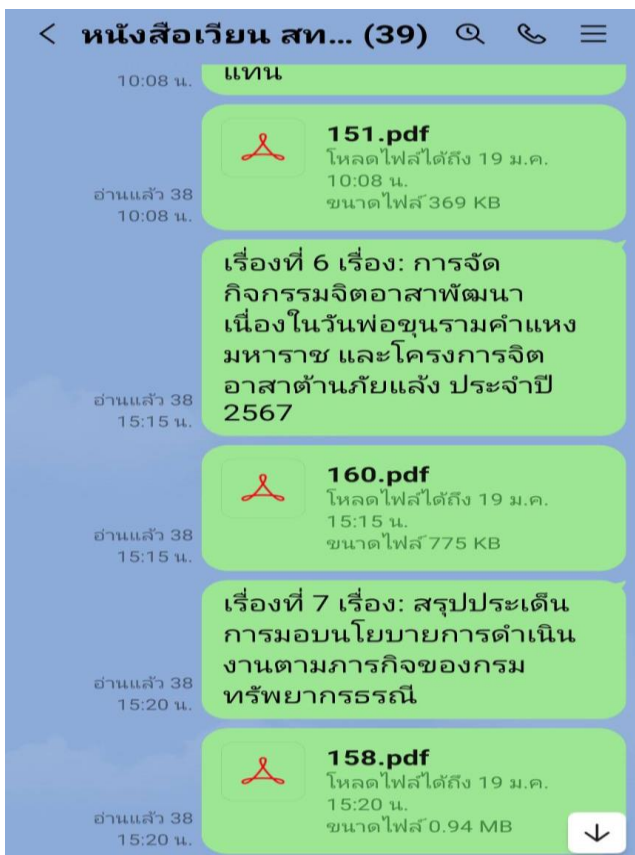 หนังสือเวียน สท... (39)
แทน
10:08 น.
151.pdf
โหลดไฟล์ได้ถึง 19 ม.ค.
10:08 น.
ขนาดไฟล์ 369 KB
อ่านแล้ว 38
10:08 น.
เรื่องที่ 6 เรื่อง: การจัด
กิจกรรมจิตอาสาพัฒนา
เนื่องในวันพ่อขุนรามคำแหง
มหาราช และโครงการจิต
อาสาต้านภัยแล้ง ประจำปี
2567
อ่านแล้ว 38
15:15 น.
160.pdf
โหลดไฟล์ได้ถึง 19 ม.ค.
15:15 น.
ขนาดไฟล์ 775 KB
อ่านแล้ว 38
15:15 น.
เรื่องที่ 7 เรื่อง: สรุปประเด็น
การมอบนโยบายการดำเนิน
งานตามภารกิจของกรม
ทรัพยากรธรณี
อ่านแล้ว 38
15:20 น.
158.pdf
โหลดไฟล์ได้ถึง 19 ม.ค.
15:20 น.
ขนาดไฟล์ 0.94 MB
อ่านแล้ว 38
15:20 น.